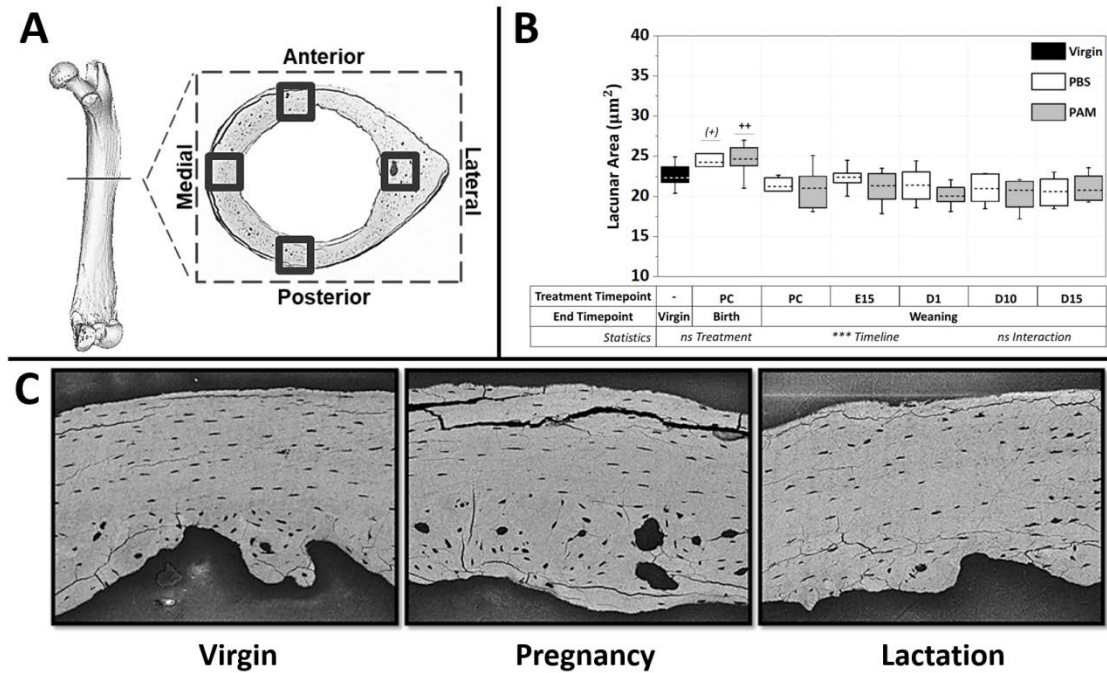 A
Anterior
Medial
Lateral
Posterior
B
Lacunar Area (μm²)
40
35
30
25
20
15
10
(+)
++
Virgin
PBS
PAM
Treatment Timepoint - PC PC E15 D1 D10 D15
End Timepoint Virgin Birth Weaning
Statistics ns Treatment *** Timeline ns Interaction
C
Virgin Pregnancy Lactation